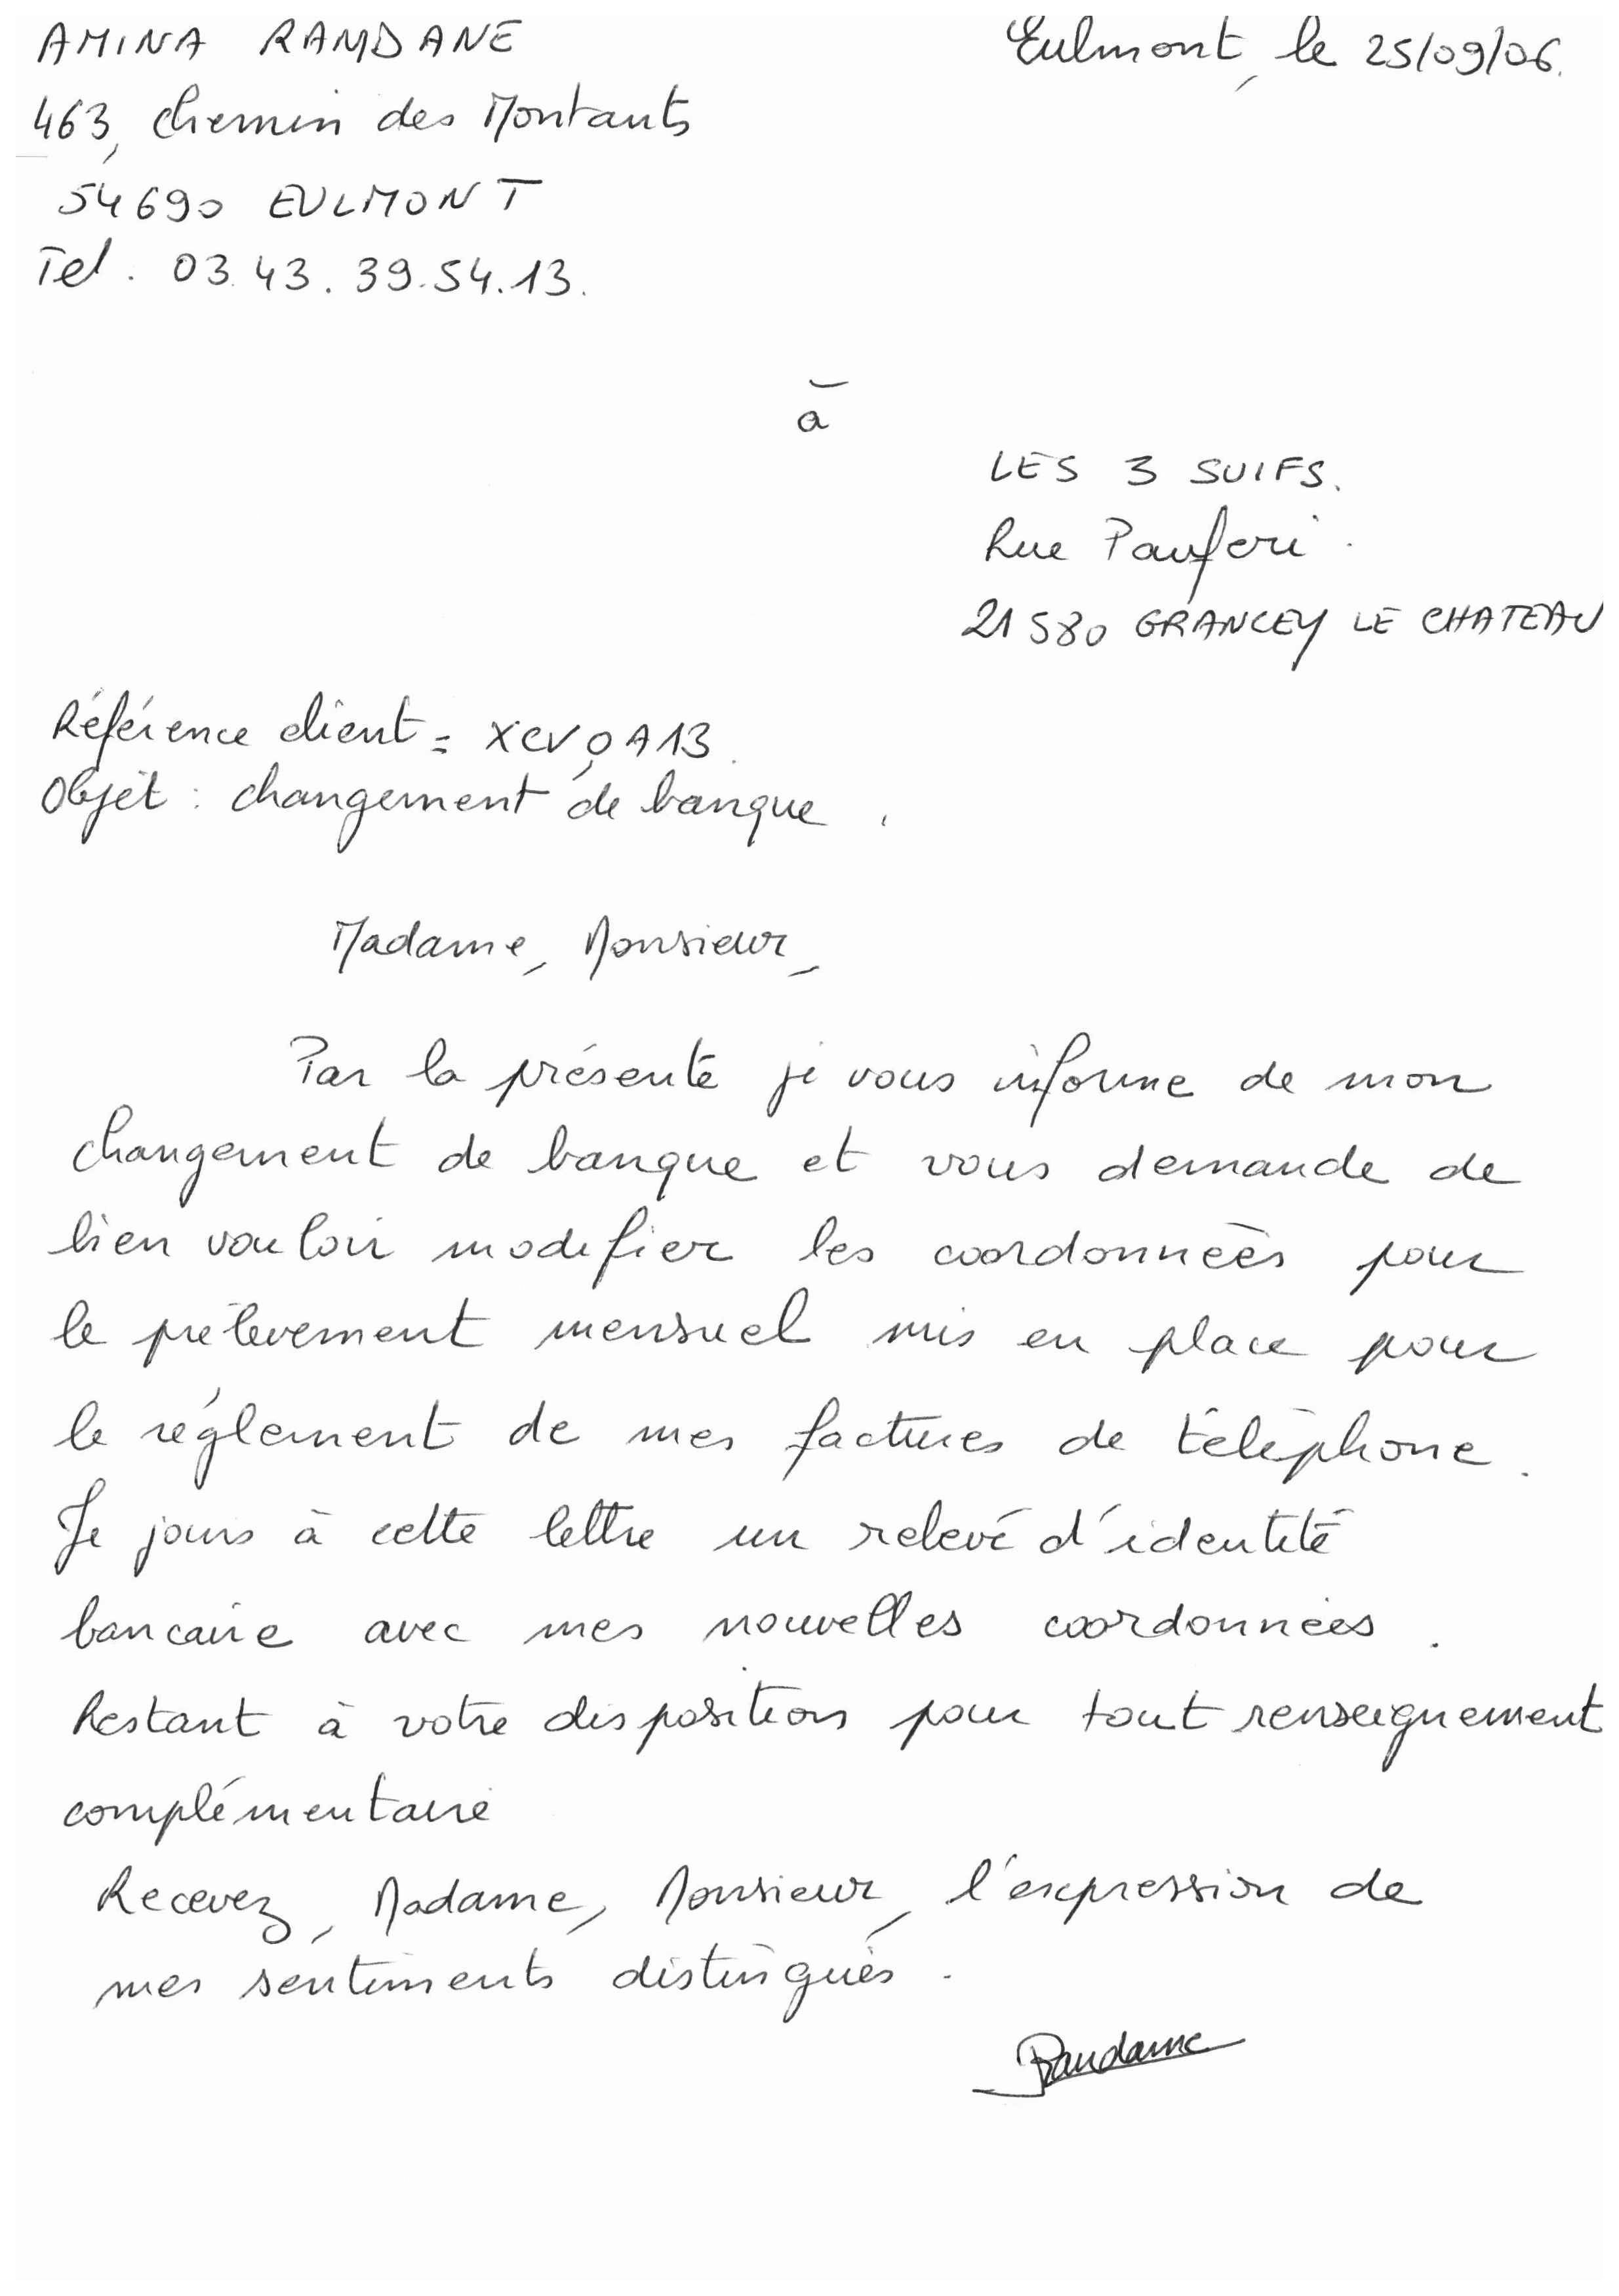 AMINA RAMDANE
Eulmont, le 25/09/06.
463, chemin des Montants
54690 EULMONT
Tel. 03.43.39.54.13.
à
LES 3 SUIFS.
Rue Pauferi.
21580 GRANCEY LE CHATEAU
Référence client = XCVQA13.
Objet : changement de banque.
Madame, Monsieur,
Par la présente je vous informe de mon
changement de banque et vous demande de
bien vouloir modifier les coordonnées pour
le prélevement mensuel mis en place pour
le réglement de mes factures de téléphone.
Je joins à cette lettre un relevé d'identité
bancaire avec mes nouvelles coordonnées.
Restant à votre disposition pour tout renseignement
complémentaire
Recevez, Madame, Monsieur, l'expression de
mes sentiments distingués.
Ramdame